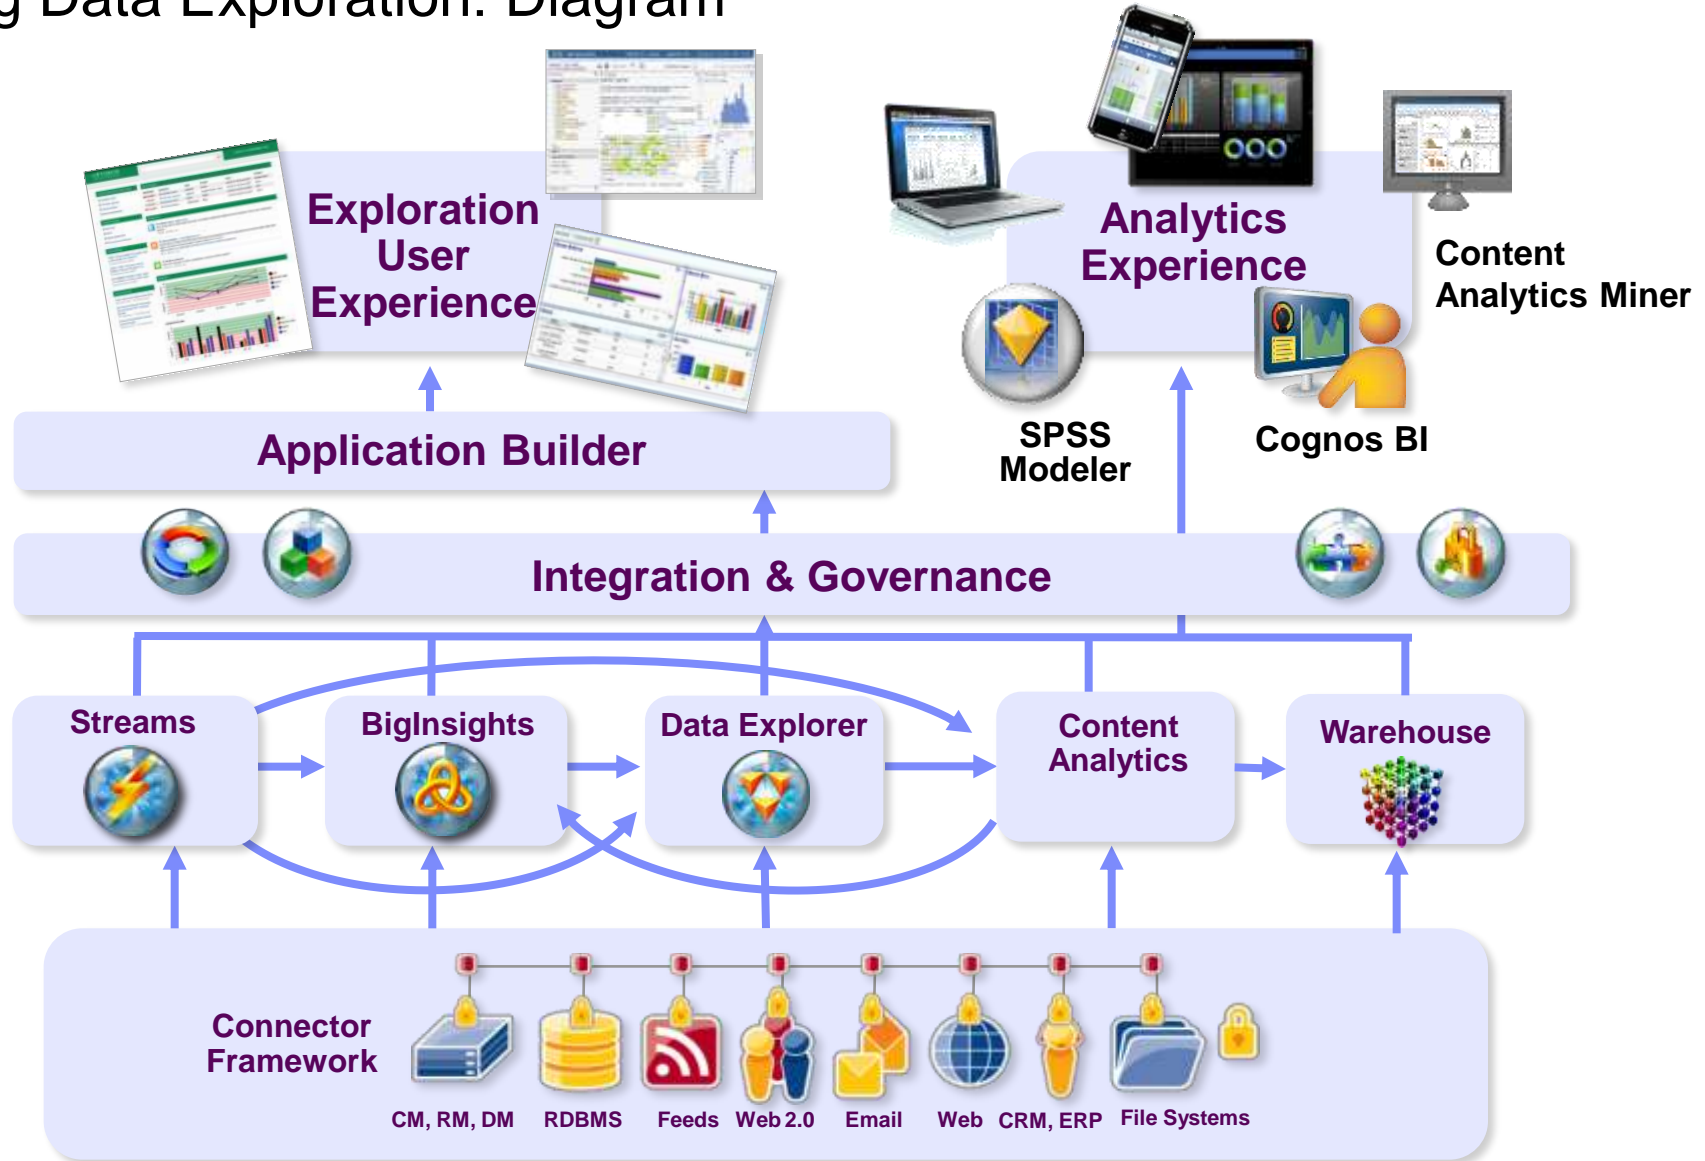 g Data Exploration: Diagram
Exploration
User
Experience
Analytics
Experience
Content
Analytics Miner
SPSS
Modeler
Cognos BI
Application Builder
Integration & Governance
Streams
BigInsights
Data Explorer
Content
Analytics
Warehouse
Connector
Framework
CM, RM, DM
RDBMS
Feeds
Web 2.0
Email
Web
CRM, ERP
File Systems